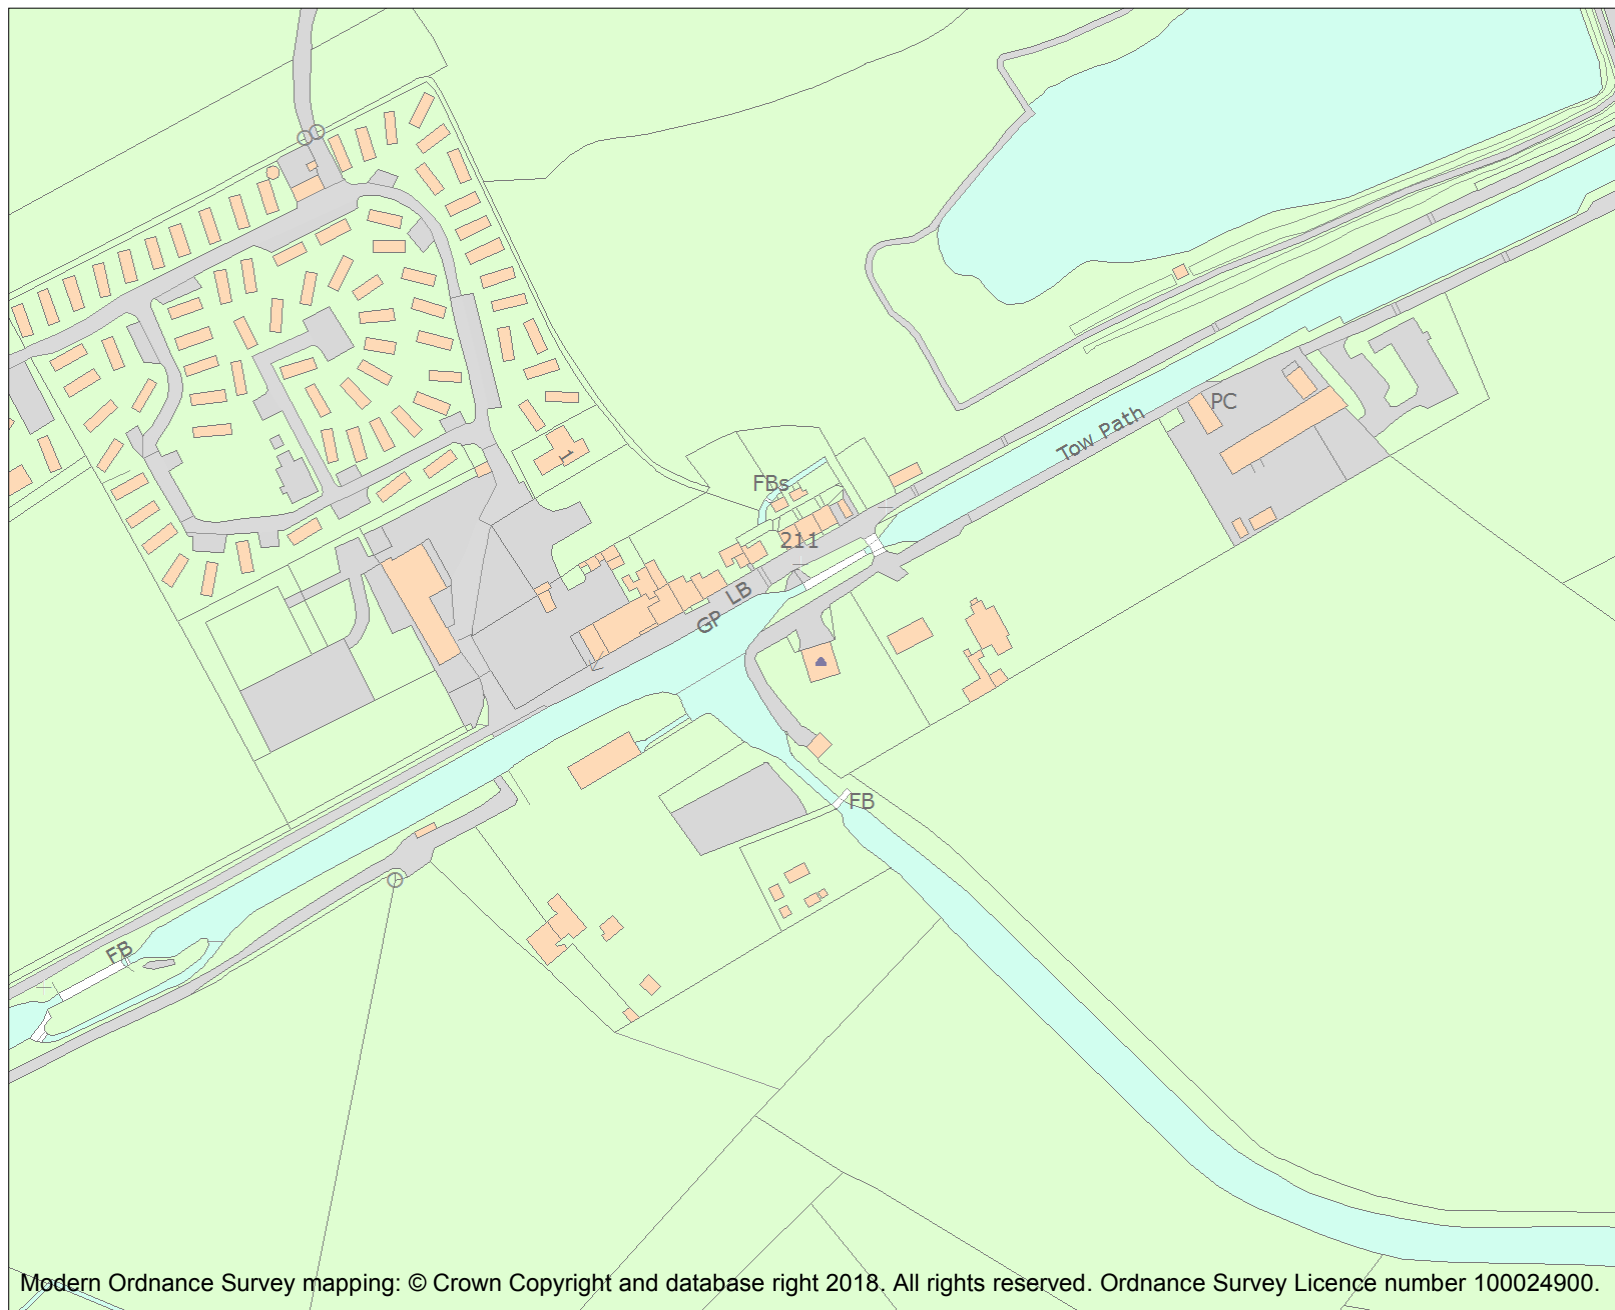 PC
Tow Path
1
FBs
211
LB
GP
FB
FB
Modern Ordnance Survey mapping: © Crown Copyright and database right 2018. All rights reserved. Ordnance Survey Licence number 100024900.